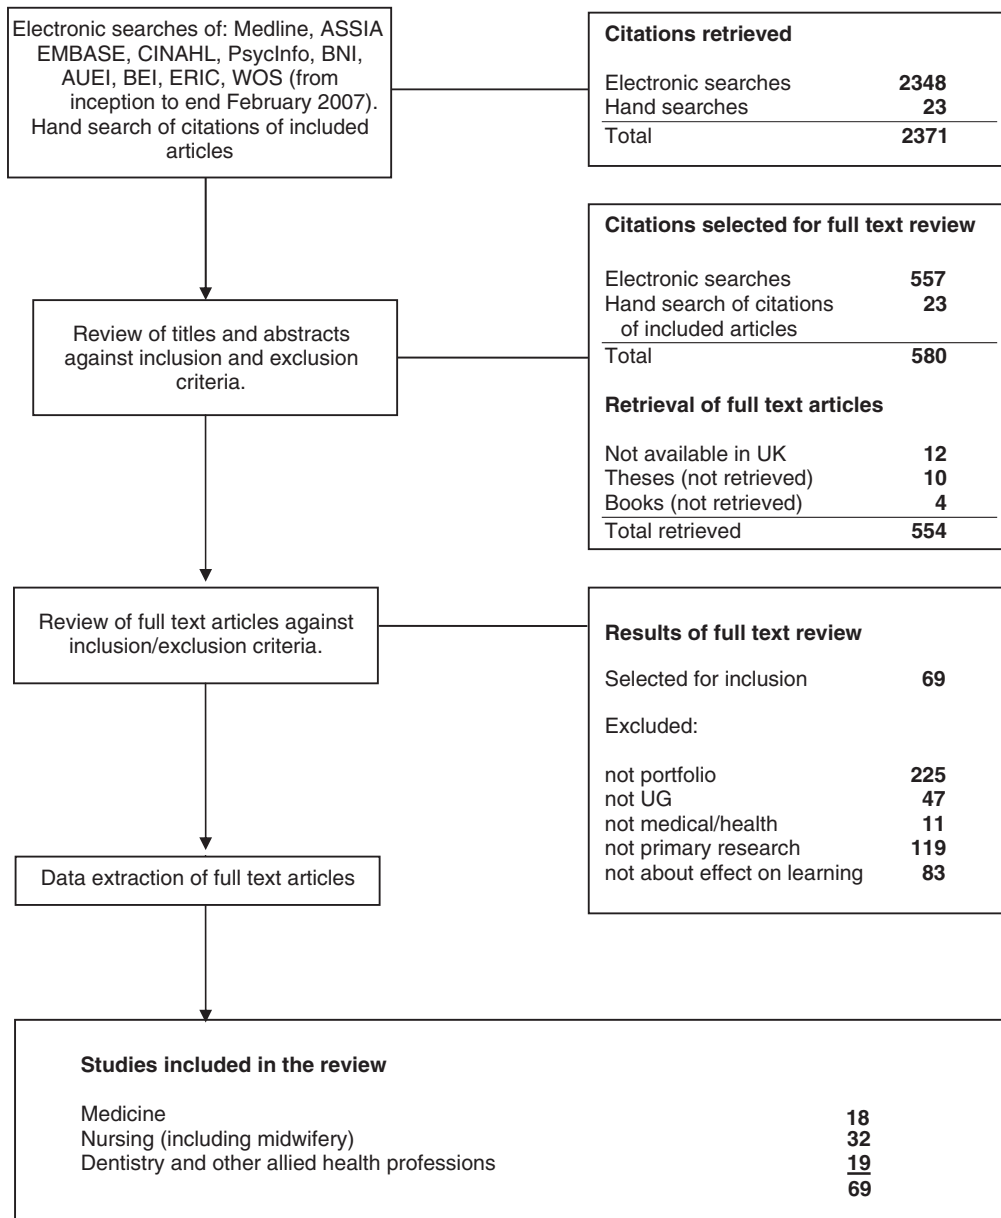 Electronic searches of: Medline, ASSIA
EMBASE, CINAHL, PsycInfo, BNI,
AUEI, BEI, ERIC, WOS (from
inception to end February 2007).
Hand search of citations of included
articles
Citations retrieved
Electronic searches 2348
Hand searches 23
Total 2371
Review of titles and abstracts
against inclusion and exclusion
criteria.
Citations selected for full text review
Electronic searches 557
Hand search of citations 23
of included articles
Total 580
Retrieval of full text articles
Not available in UK 12
Theses (not retrieved) 10
Books (not retrieved) 4
Total retrieved 554
Review of full text articles against
inclusion/exclusion criteria.
Results of full text review
Selected for inclusion 69
Excluded:
not portfolio 225
not UG 47
not medical/health 11
not primary research 119
not about effect on learning 83
Data extraction of full text articles
Studies included in the review
Medicine 18
Nursing (including midwifery) 32
Dentistry and other allied health professions 19
69